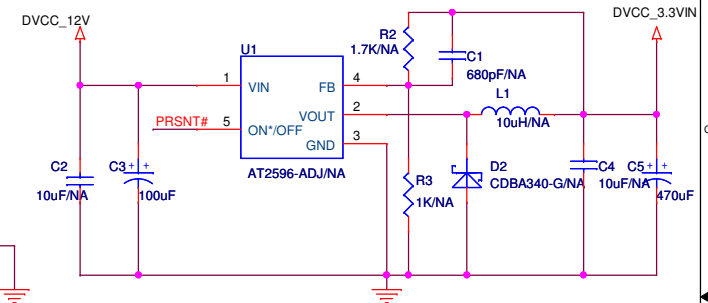 DVCC_12V
DVCC_3.3VIN
R2
1.7K/NA
C1
680pF/NA
U1
1
VIN
FB
4
L1
10uH/NA
VOUT
2
PRSNT#
5
ON*/OFF
GND
3
AT2596-ADJ/NA
C2
10uF/NA
C3
100uF
R3
1K/NA
D2
CDBA340-G/NA
C4
10uF/NA
C5
470uF